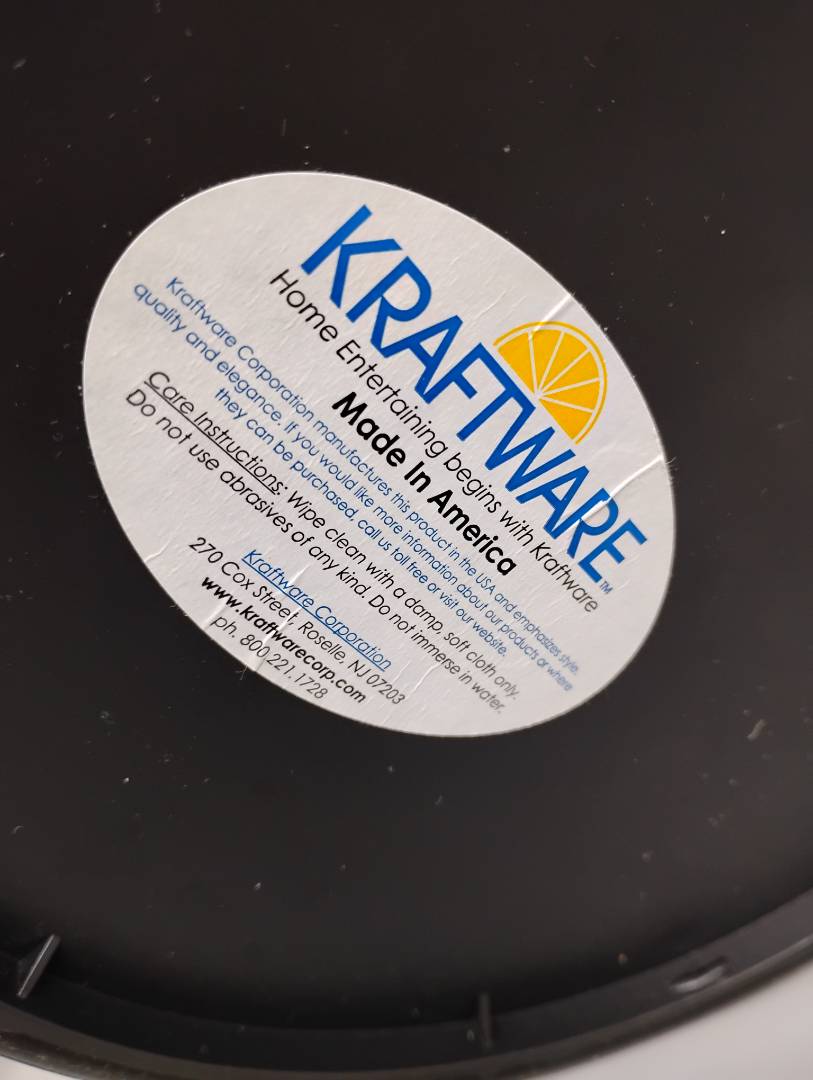 KRAFTWARE™
Home Entertaining begins with Kraftware
Made In America
Kraftware Corporation manufactures this product in the USA and emphasizes style,
quality and elegance. If you would like more information about our products or where
they can be purchased, call us toll free or visit our website.
Care Instructions: Wipe clean with a damp, soft cloth only.
Do not use abrasives of any kind. Do not immerse in water.
Kraftware Corporation
270 Cox Street, Roselle, NJ 07203
www.kraftwarecorp.com
ph. 800.221.1728